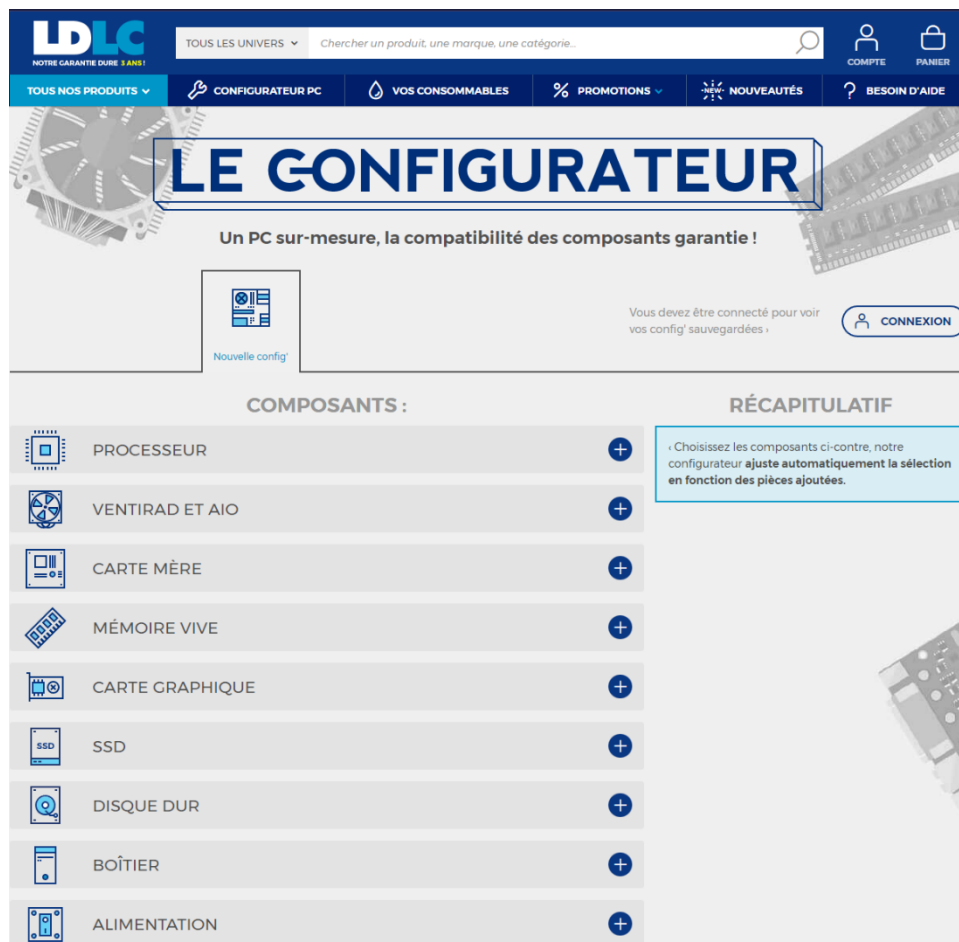 LDLC
NOTRE GARANTIE DURE 3 ANS !
TOUS LES UNIVERS
Chercher un produit, une marque, une catégorie...
COMPTE
PANIER
TOUS NOS PRODUITS
CONFIGURATEUR PC
VOS CONSOMMABLES
% PROMOTIONS
NEW NOUVEAUTÉS
? BESOIN D'AIDE
LE CONFIGURATEUR
Un PC sur-mesure, la compatibilité des composants garantie !
Nouvelle config'
Vous devez être connecté pour voir
vos config' sauvegardées ›
CONNEXION
COMPOSANTS :
PROCESSEUR
VENTIRAD ET AIO
CARTE MÈRE
MÉMOIRE VIVE
CARTE GRAPHIQUE
SSD
SSD
DISQUE DUR
BOÎTIER
ALIMENTATION
RÉCAPITULATIF
‹ Choisissez les composants ci-contre, notre
configurateur ajuste automatiquement la sélection
en fonction des pièces ajoutées.